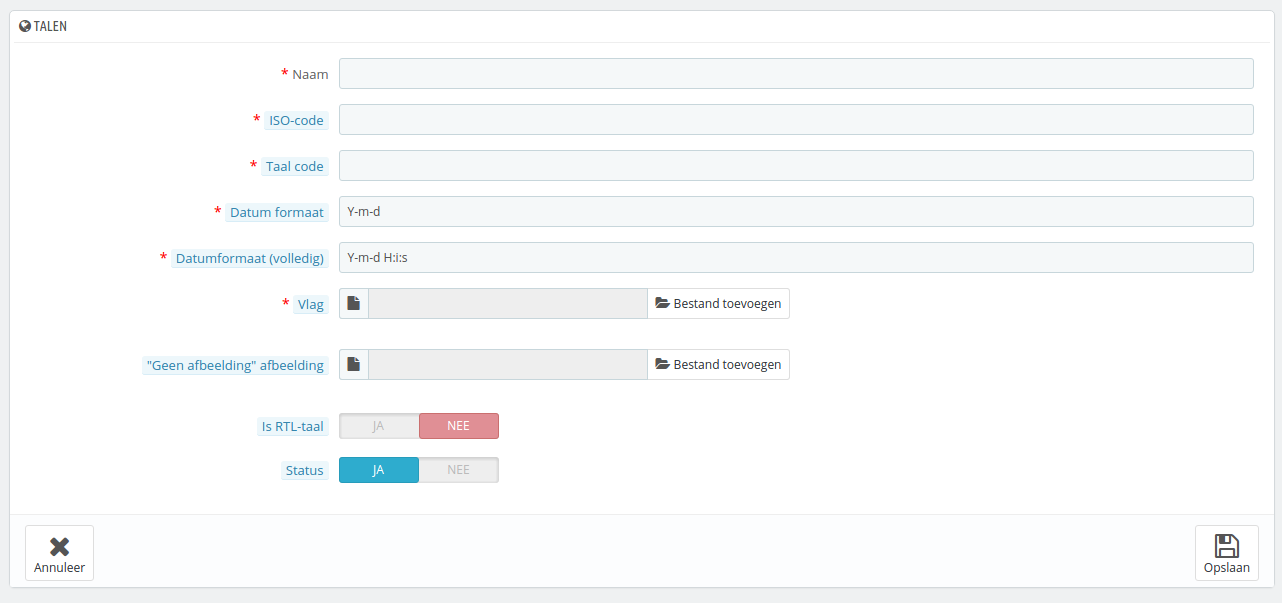 TALEN
* Naam
* ISO-code
* Taal code
* Datum formaat Y-m-d
* Datumformaat (volledig) Y-m-d H:i:s
* Vlag Bestand toevoegen
"Geen afbeelding" afbeelding Bestand toevoegen
Is RTL-taal JA NEE
Status JA NEE
Annuleer Opslaan